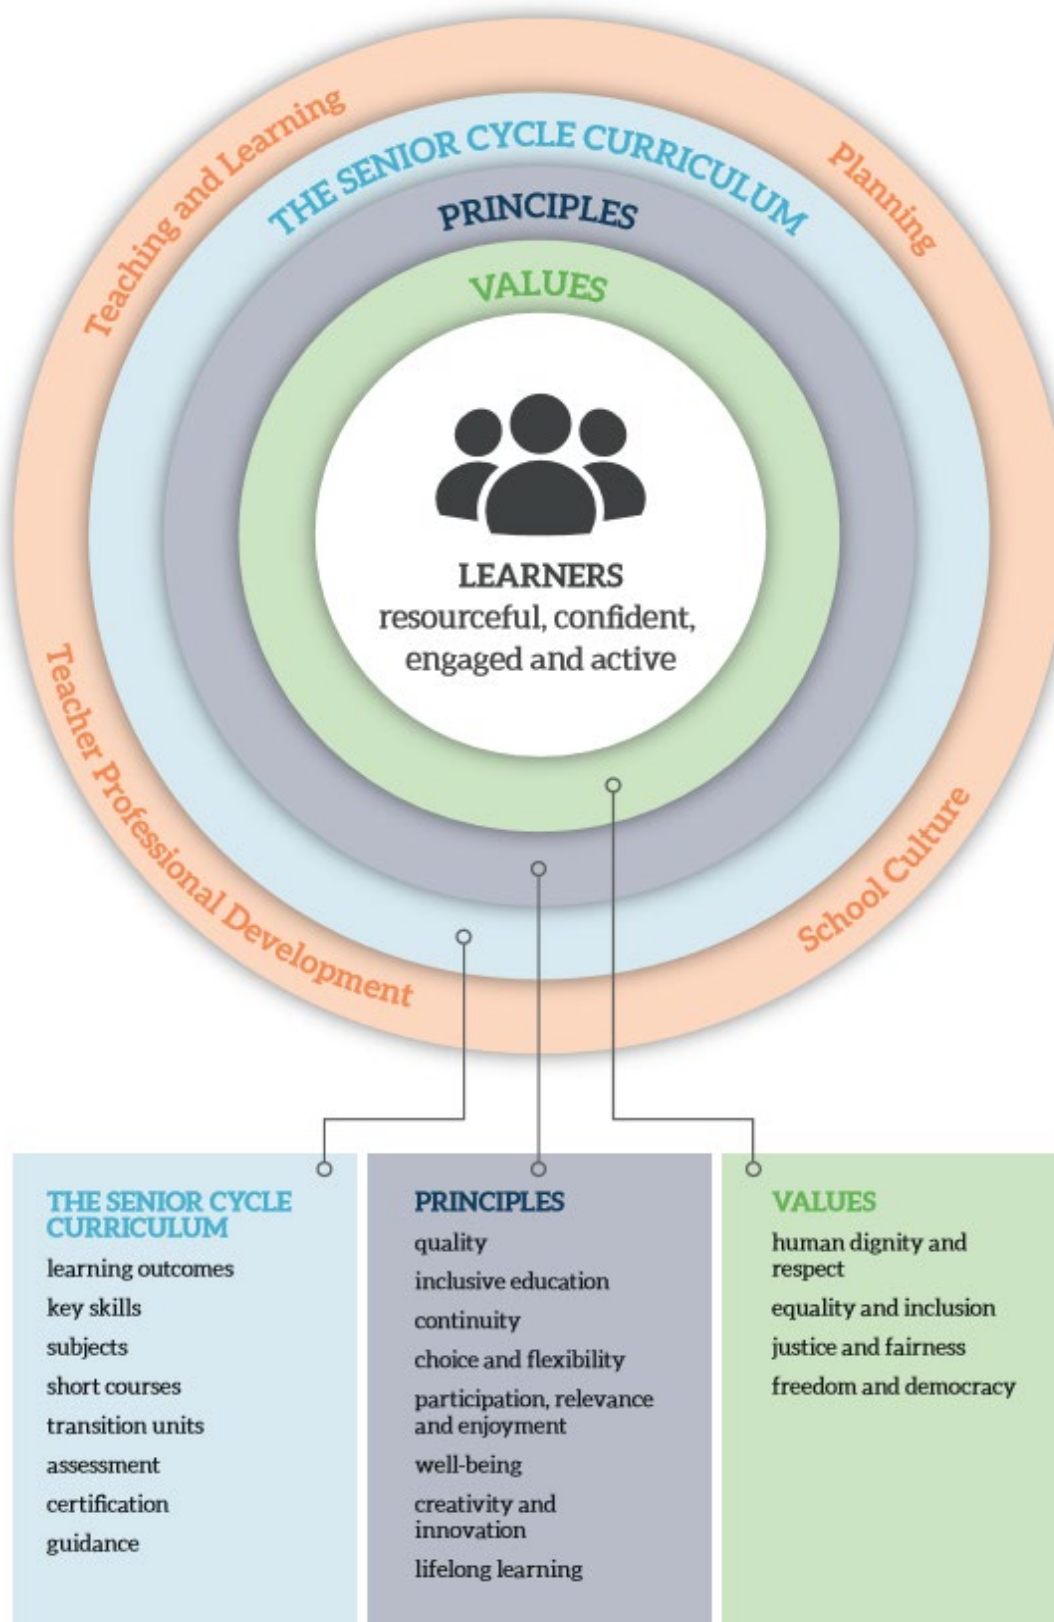 Teaching and Learning
Planning
THE SENIOR CYCLE CURRICULUM
PRINCIPLES
VALUES
LEARNERS
resourceful, confident,
engaged and active
Teacher Professional Development
School Culture
THE SENIOR CYCLE
CURRICULUM
learning outcomes
key skills
subjects
short courses
transition units
assessment
certification
guidance
PRINCIPLES
quality
inclusive education
continuity
choice and flexibility
participation, relevance
and enjoyment
well-being
creativity and
innovation
lifelong learning
VALUES
human dignity and
respect
equality and inclusion
justice and fairness
freedom and democracy